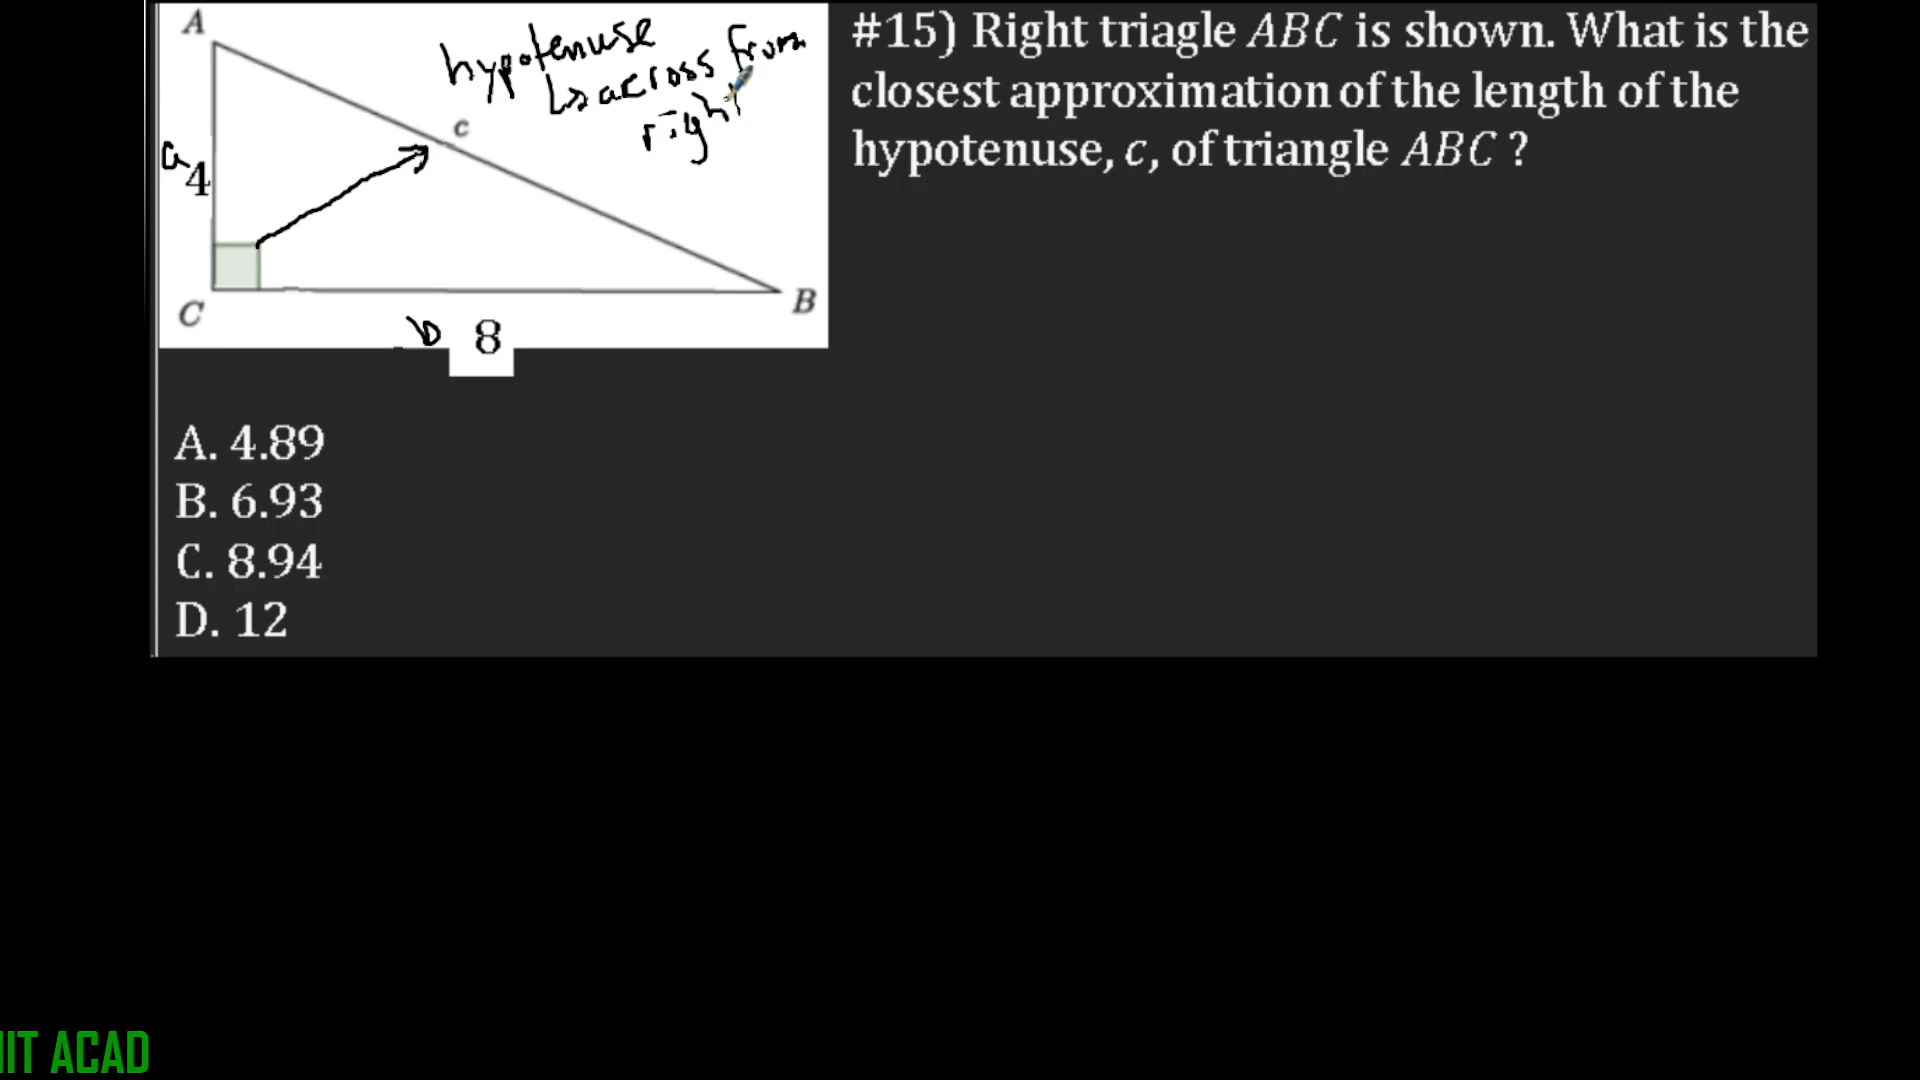 A
hypotenuse
↳ across from
right
c
a
4
C
B
b 8
#15) Right triagle ABC is shown. What is the
closest approximation of the length of the
hypotenuse, c, of triangle ABC ?
A. 4.89
B. 6.93
C. 8.94
D. 12
IIT ACAD